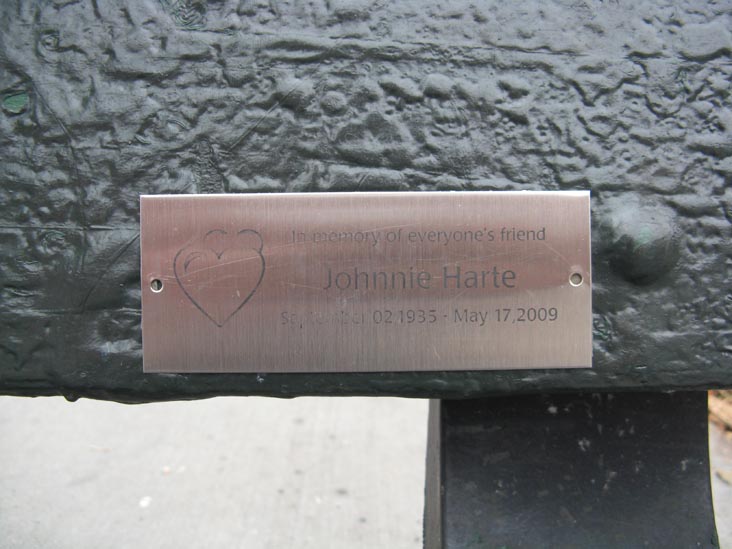 In memory of everyone's friend
Johnnie Harte
September 02,1935 - May 17,2009